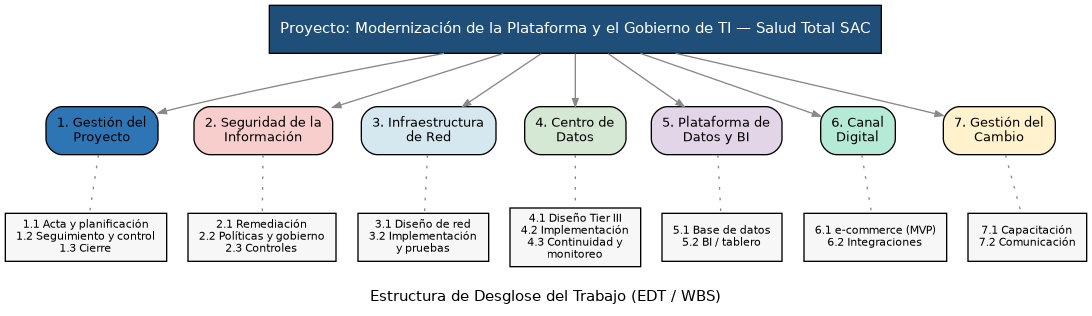 Proyecto: Modernización de la Plataforma y el Gobierno de TI — Salud Total SAC
1. Gestión del
Proyecto
2. Seguridad de la
Información
3. Infraestructura
de Red
4. Centro de
Datos
5. Plataforma de
Datos y BI
6. Canal
Digital
7. Gestión del
Cambio
1.1 Acta y planificación
1.2 Seguimiento y control
1.3 Cierre
2.1 Remediación
2.2 Políticas y gobierno
2.3 Controles
3.1 Diseño de red
3.2 Implementación
y pruebas
4.1 Diseño Tier III
4.2 Implementación
4.3 Continuidad y
monitoreo
5.1 Base de datos
5.2 BI / tablero
6.1 e-commerce (MVP)
6.2 Integraciones
7.1 Capacitación
7.2 Comunicación
Estructura de Desglose del Trabajo (EDT / WBS)